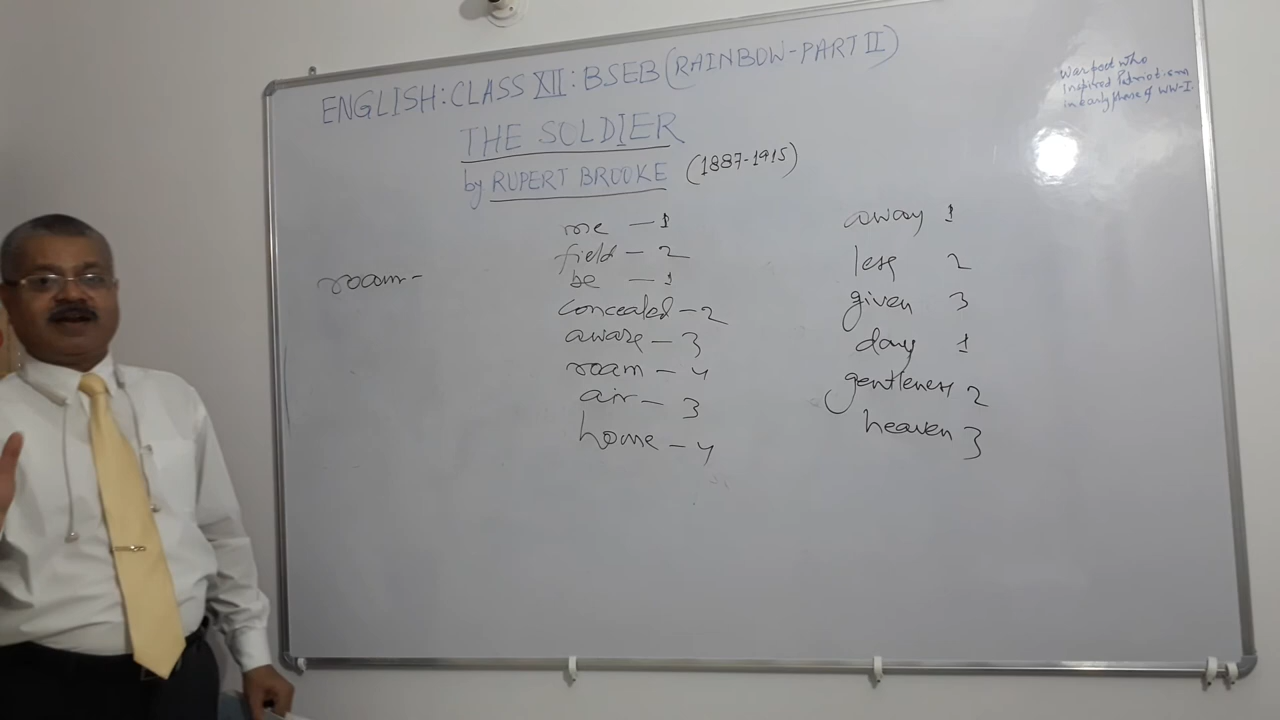 ENGLISH: CLASS XII: BSEB (RAINBOW-PART II)
THE SOLDIER
by RUPERT BROOKE (1887-1915)
War poet who
inspired Patriotism
in early phase of WW-I.
roam -
me - 1
field - 2
be - 1
concealed - 2
aware - 3
roam - 4
air - 3
home - 4
away 1
less 2
given 3
day 1
gentleness 2
heaven 3